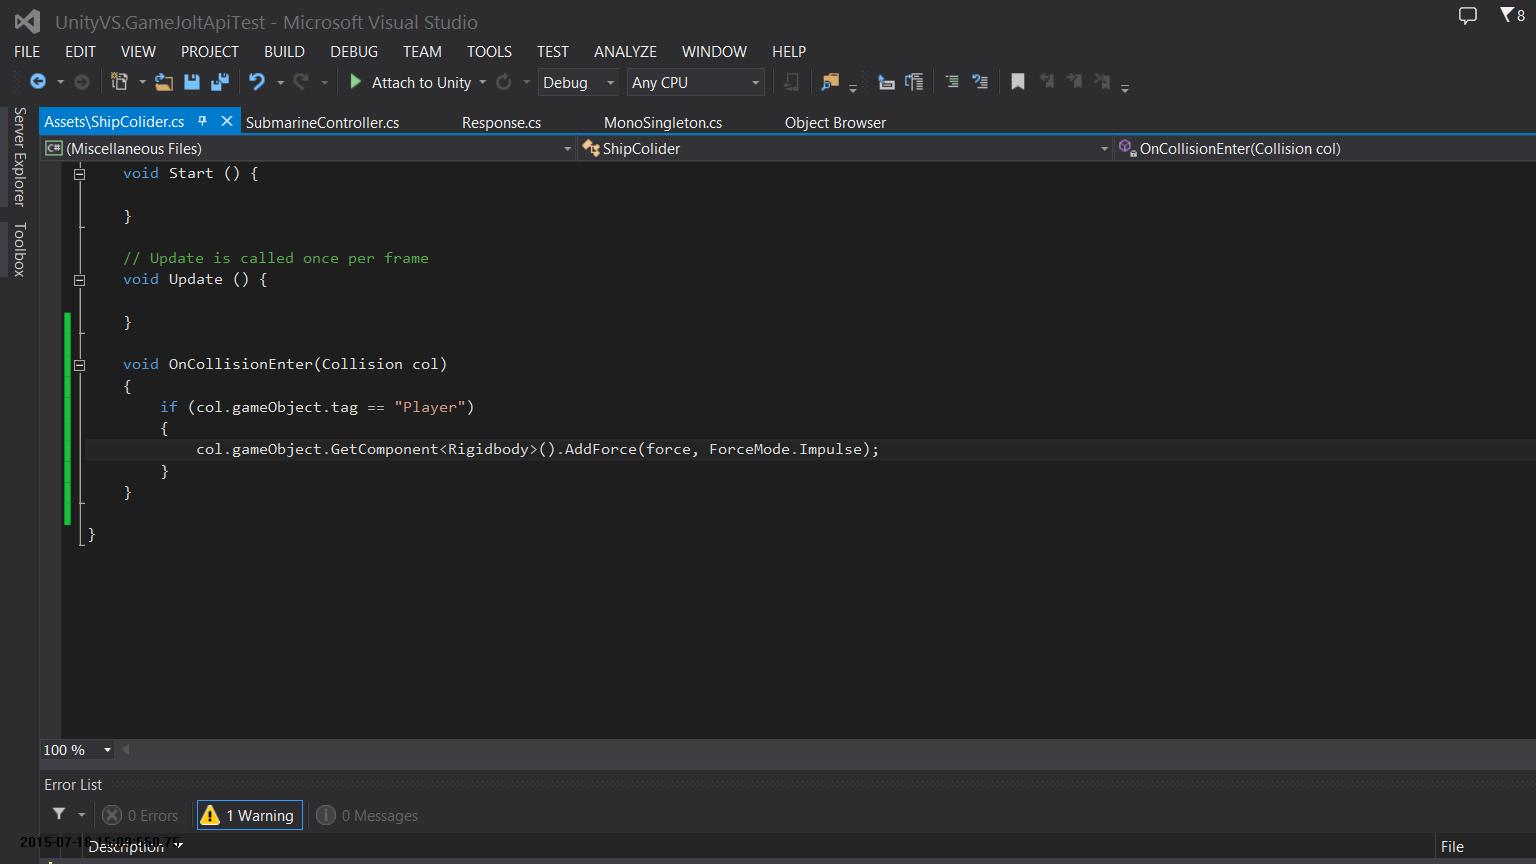 UnityVS.GameJoltApiTest - Microsoft Visual Studio
8
FILE EDIT VIEW PROJECT BUILD DEBUG TEAM TOOLS TEST ANALYZE WINDOW HELP
Attach to Unity Debug Any CPU
Server Explorer
Toolbox
Assets\ShipColider.cs SubmarineController.cs Response.cs MonoSingleton.cs Object Browser
C# (Miscellaneous Files) ShipColider OnCollisionEnter(Collision col)
void Start () {
}
// Update is called once per frame
void Update () {
}
void OnCollisionEnter(Collision col)
{
if (col.gameObject.tag == "Player")
{
col.gameObject.GetComponent<Rigidbody>().AddForce(force, ForceMode.Impulse);
}
}
}
100 %
Error List
0 Errors 1 Warning 0 Messages
Description File